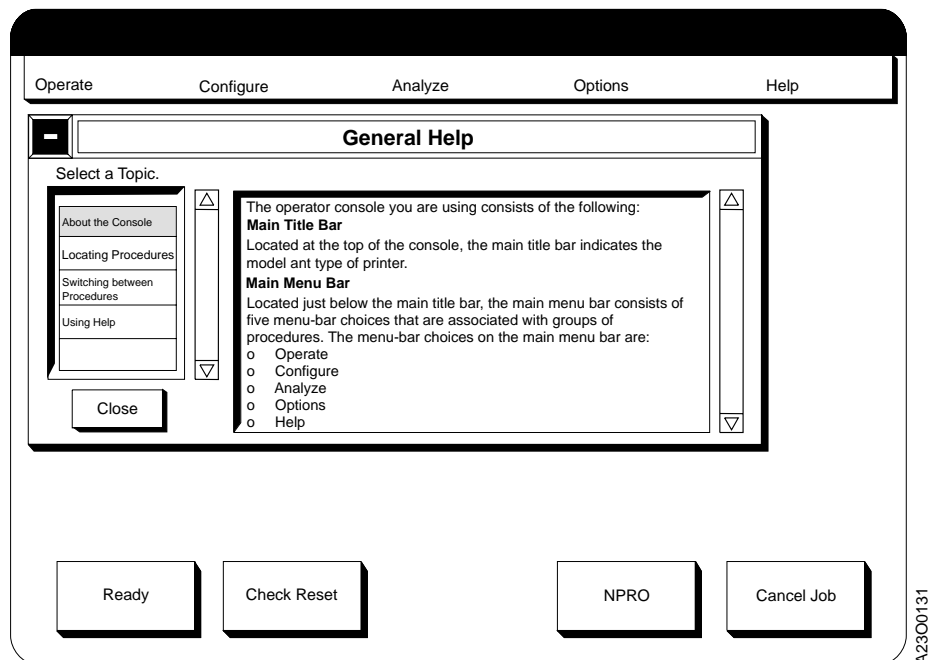 Operate Configure Analyze Options Help
General Help
Select a Topic.
About the Console
Locating Procedures
Switching between
Procedures
Using Help
Close
The operator console you are using consists of the following:
Main Title Bar
Located at the top of the console, the main title bar indicates the
model ant type of printer.
Main Menu Bar
Located just below the main title bar, the main menu bar consists of
five menu-bar choices that are associated with groups of
procedures. The menu-bar choices on the main menu bar are:
o Operate
o Configure
o Analyze
o Options
o Help
Ready Check Reset NPRO Cancel Job
A23O0131